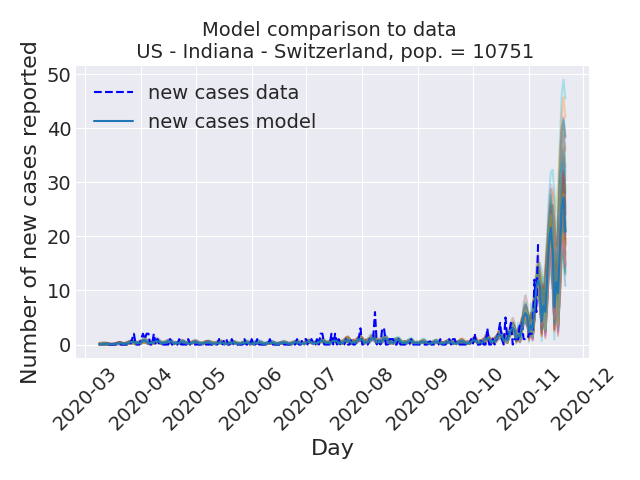 Model comparison to data
US - Indiana - Switzerland, pop. = 10751
Number of new cases reported
50
40
30
20
10
0
new cases data
new cases model
2020-03
2020-04
2020-05
2020-06
2020-07
2020-08
2020-09
2020-10
2020-11
2020-12
Day